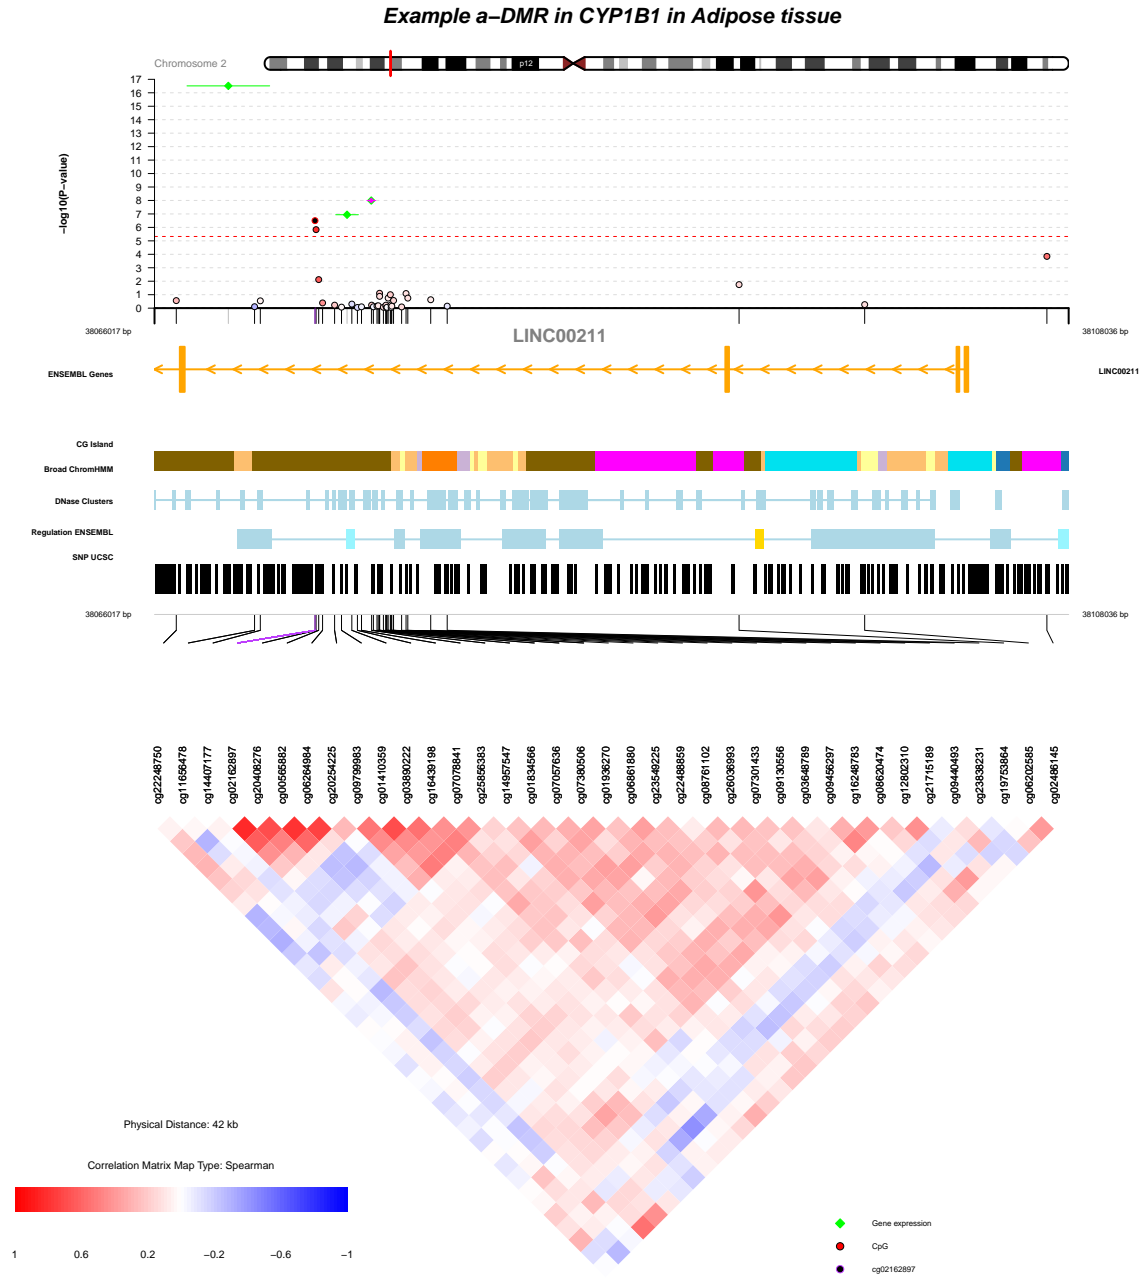 Example a−DMR in CYP1B1 in Adipose tissue
Chromosome 2
p12
−log10(P−value)
17
16
15
14
13
12
11
10
9
8
7
6
5
4
3
2
1
0
38066017 bp
38108036 bp
LINC00211
ENSEMBL Genes
LINC00211
CG Island
Broad ChromHMM
DNase Clusters
Regulation ENSEMBL
SNP UCSC
38066017 bp
38108036 bp
cg22248750
cg11666478
cg14407177
cg02162897
cg20408276
cg00565882
cg06264984
cg20254225
cg09799983
cg01410359
cg03890222
cg16439198
cg07078841
cg25856383
cg14957547
cg01834566
cg07057636
cg07380506
cg01936270
cg06861880
cg23549225
cg22488859
cg08761102
cg26036993
cg07301433
cg09130556
cg03648789
cg09456297
cg16248783
cg08620474
cg12802310
cg21715189
cg09440493
cg23838231
cg19753864
cg06202585
cg02486145
Physical Distance: 42 kb
Correlation Matrix Map Type: Spearman
1 0.6 0.2 −0.2 −0.6 −1
Gene expression
CpG
cg02162897